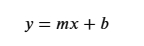 y = mx + b